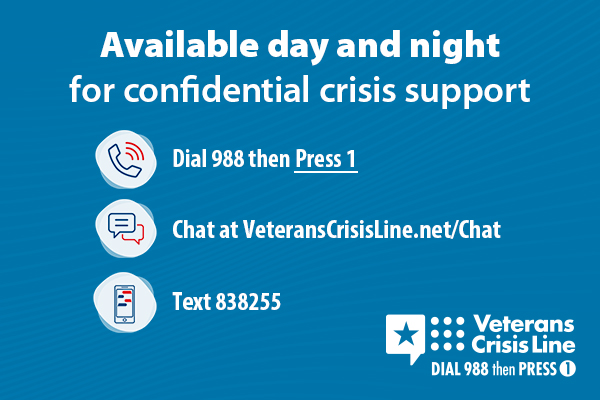 Available day and night
for confidential crisis support
Dial 988 then Press 1
Chat at VeteransCrisisLine.net/Chat
Text 838255
Veterans
Crisis Line
DIAL 988 then PRESS 1